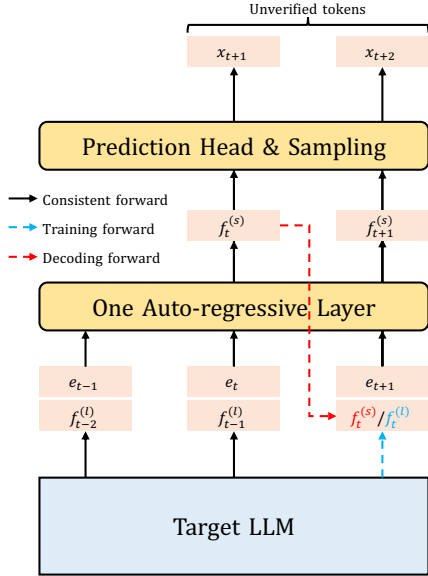 Unverified tokens
x_{t+1} x_{t+2}
Prediction Head & Sampling
Consistent forward
Training forward
Decoding forward
f_t^{(s)} f_{t+1}^{(s)}
One Auto-regressive Layer
e_{t−1} e_t e_{t+1}
f_{t−2}^{(l)} f_{t−1}^{(l)} f_t^{(s)}/f_t^{(l)}
Target LLM